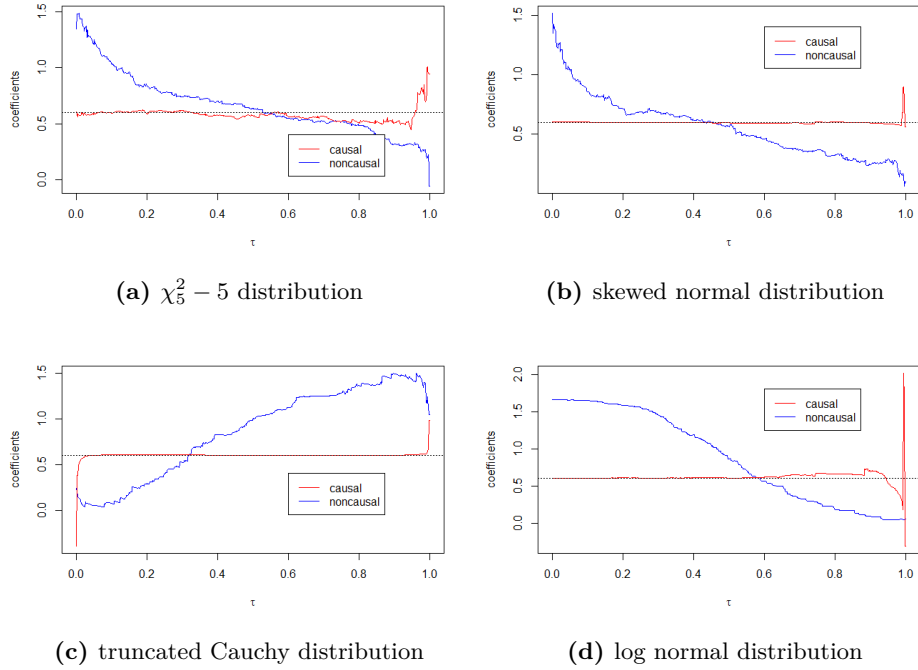 1.5
1.0
0.5
0.0
coefficients
causal
noncausal
0.0 0.2 0.4 0.6 0.8 1.0
τ
(a) χ²₅ − 5 distribution
1.5
1.0
0.5
0.0
coefficients
causal
noncausal
0.0 0.2 0.4 0.6 0.8 1.0
τ
(b) skewed normal distribution
1.5
1.0
0.5
0.0
coefficients
causal
noncausal
0.0 0.2 0.4 0.6 0.8 1.0
τ
(c) truncated Cauchy distribution
2.0
1.5
1.0
0.5
0.0
coefficients
causal
noncausal
0.0 0.2 0.4 0.6 0.8 1.0
τ
(d) log normal distribution